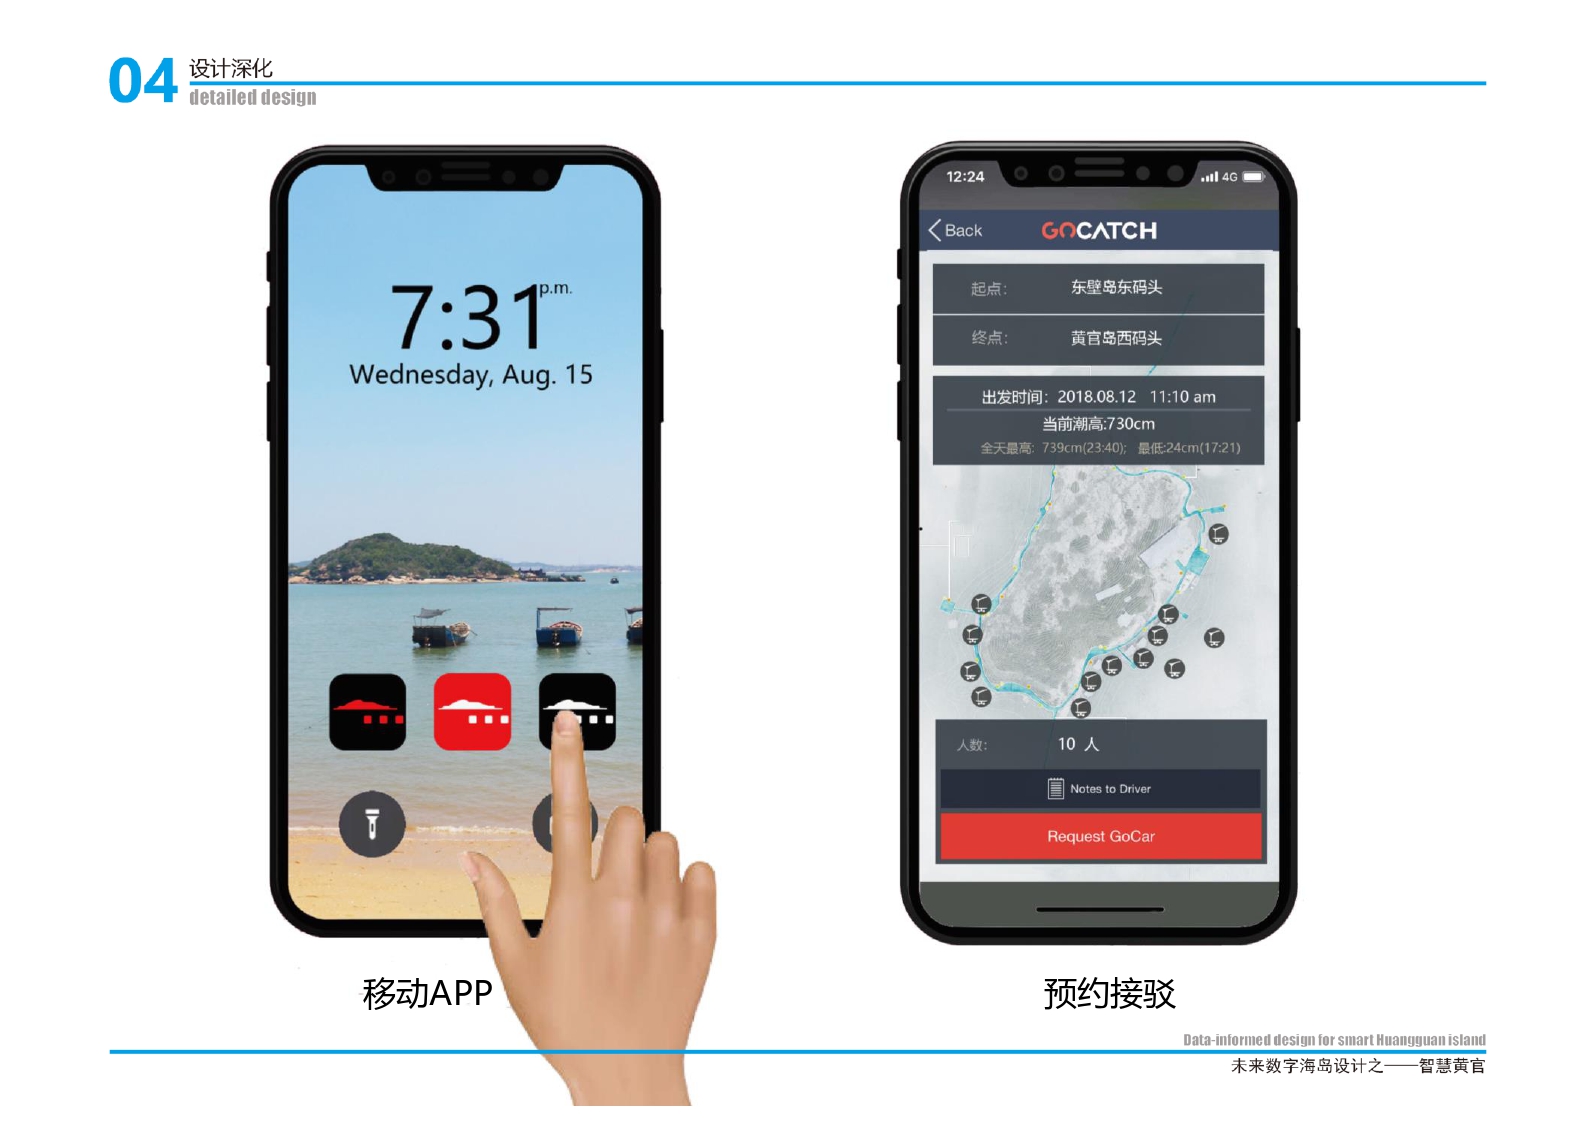 04
设计深化
detailed design
7:31 p.m.
Wednesday, Aug. 15
移动APP
12:24
4G
Back
GOCATCH
起点: 东壁岛东码头
终点: 黄官岛西码头
出发时间: 2018.08.12 11:10 am
当前潮高:730cm
全天最高: 739cm(23:40); 最低:24cm(17:21)
人数: 10 人
Notes to Driver
Request GoCar
预约接驳
Data-informed design for smart Huangguan island
未来数字海岛设计之——智慧黄官